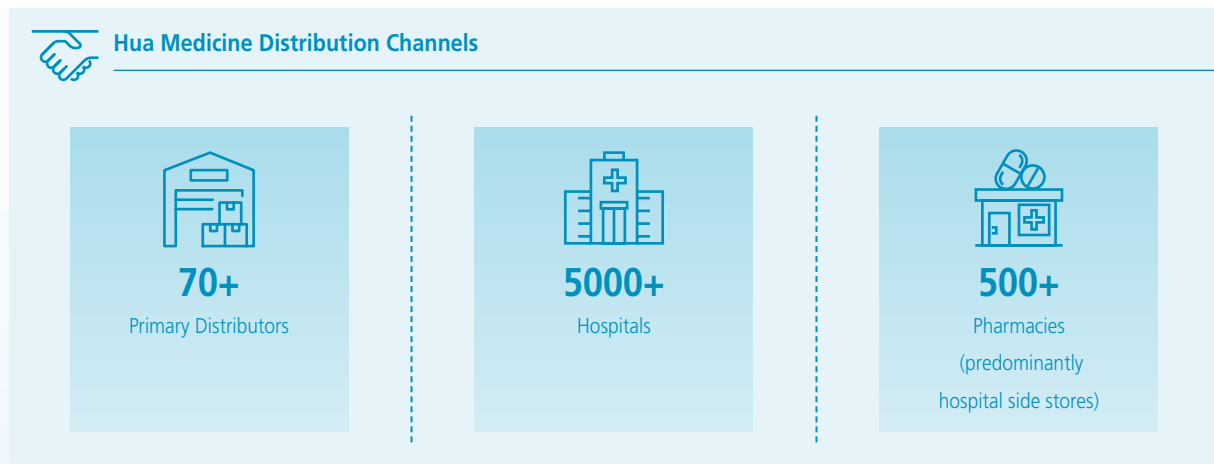 Hua Medicine Distribution Channels
70+
Primary Distributors
5000+
Hospitals
500+
Pharmacies
(predominantly
hospital side stores)